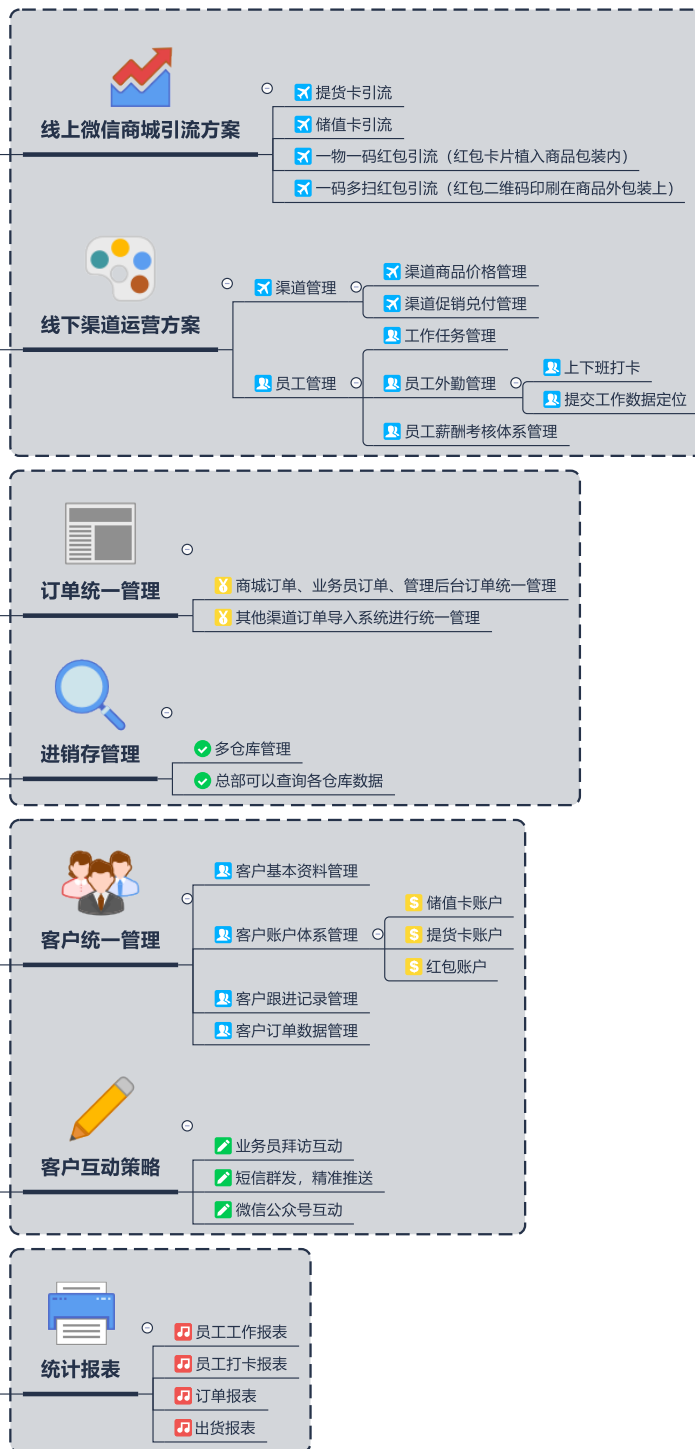 线上微信商城引流方案
提货卡引流
储值卡引流
一物一码红包引流（红包卡片植入商品包装内）
一码多扫红包引流（红包二维码印刷在商品外包装上）
线下渠道运营方案
渠道管理
渠道商品价格管理
渠道促销兑付管理
员工管理
工作任务管理
员工外勤管理
上下班打卡
提交工作数据定位
员工薪酬考核体系管理
订单统一管理
商城订单、业务员订单、管理后台订单统一管理
其他渠道订单导入系统进行统一管理
进销存管理
多仓库管理
总部可以查询各仓库数据
客户统一管理
客户基本资料管理
客户账户体系管理
储值卡账户
提货卡账户
红包账户
客户跟进记录管理
客户订单数据管理
客户互动策略
业务员拜访互动
短信群发，精准推送
微信公众号互动
统计报表
员工工作报表
员工打卡报表
订单报表
出货报表